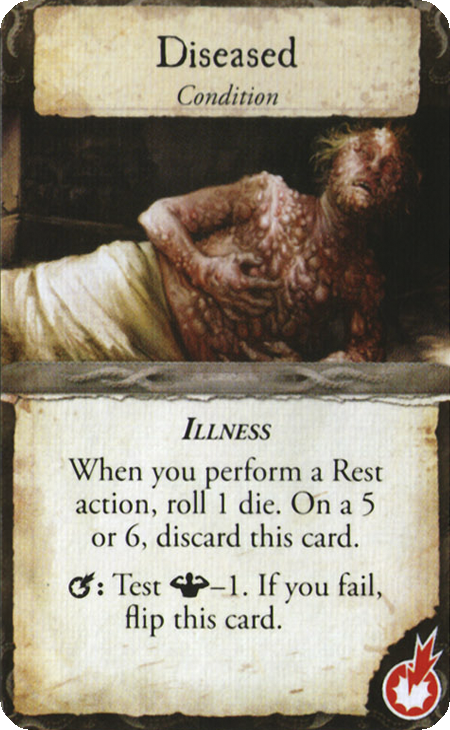 Diseased
Condition
ILLNESS
When you perform a Rest
action, roll 1 die. On a 5
or 6, discard this card.
: Test –1. If you fail,
flip this card.